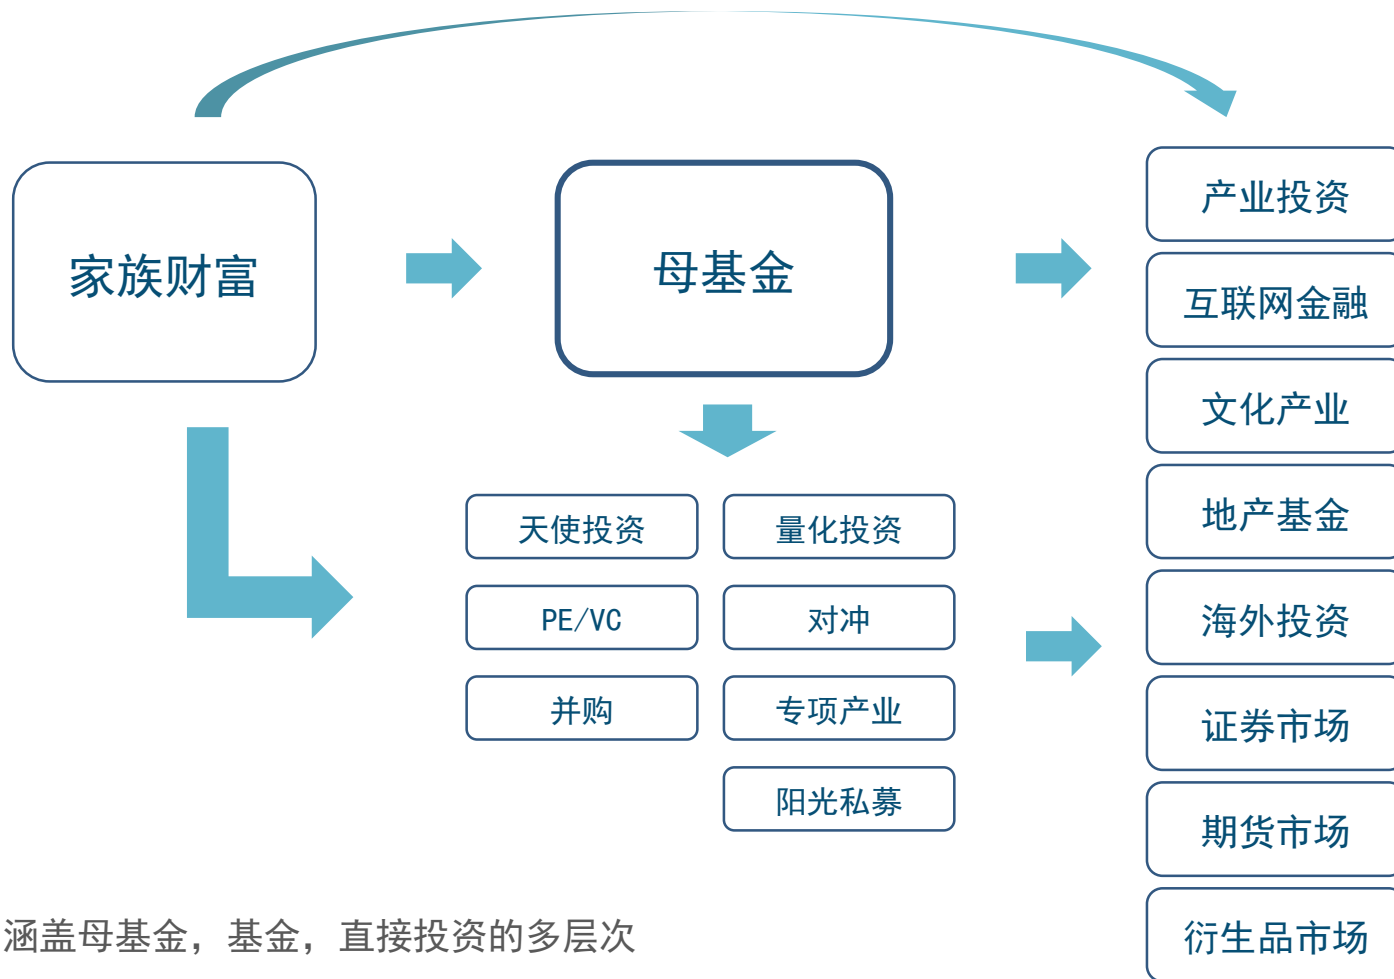 家族财富
母基金
产业投资
互联网金融
文化产业
地产基金
海外投资
证券市场
期货市场
衍生品市场
天使投资
量化投资
PE/VC
对冲
并购
专项产业
阳光私募
涵盖母基金，基金，直接投资的多层次